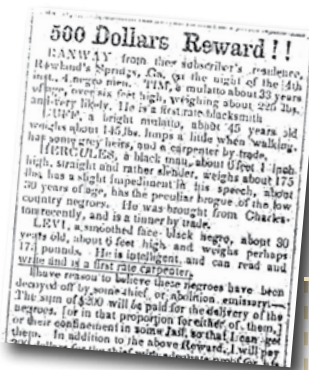 500 Dollars Reward!!
RANWAY from ther subscriber's residence,
Rowland's Springs, Ga, on the night of the 4th
inst., 4 negro men. TIM, a mulatto about 33 years
of age, over six feet high, weighing about 225 lbs.
and very likely. He is a first rate blacksmith
CUFF, a bright mulatto, about 45 years old
weighs about 145 lbs. limps a little when walking,
has some grey heirs, and a carpenter by trade.
HERCULES, a black man, about 6 feet 1 inch
high, straight and rather slender, weighs about 175
lbs has a slight impediment in his speech, about
30 years of age, has the peculiar brogue of the low
country negroes. He was brought from Charles-
ton recently, and is a tinner by trade.
LEVI, a smoothed face black negro, about 30
years old, about 6 feet high and weighs perhaps
175 pounds. He is intelligent and can read and
write and is a first rate carpenter.
I have reason to believe these negroes have been
decoyed off by some thief, or abolition emissary.—
The sum of $200 will be paid for the delivery of the
negroes, [or in that proportion for either of them,]
or their confinement in some Jail, so that I can get
them. In addition to the above Reward, I will pay